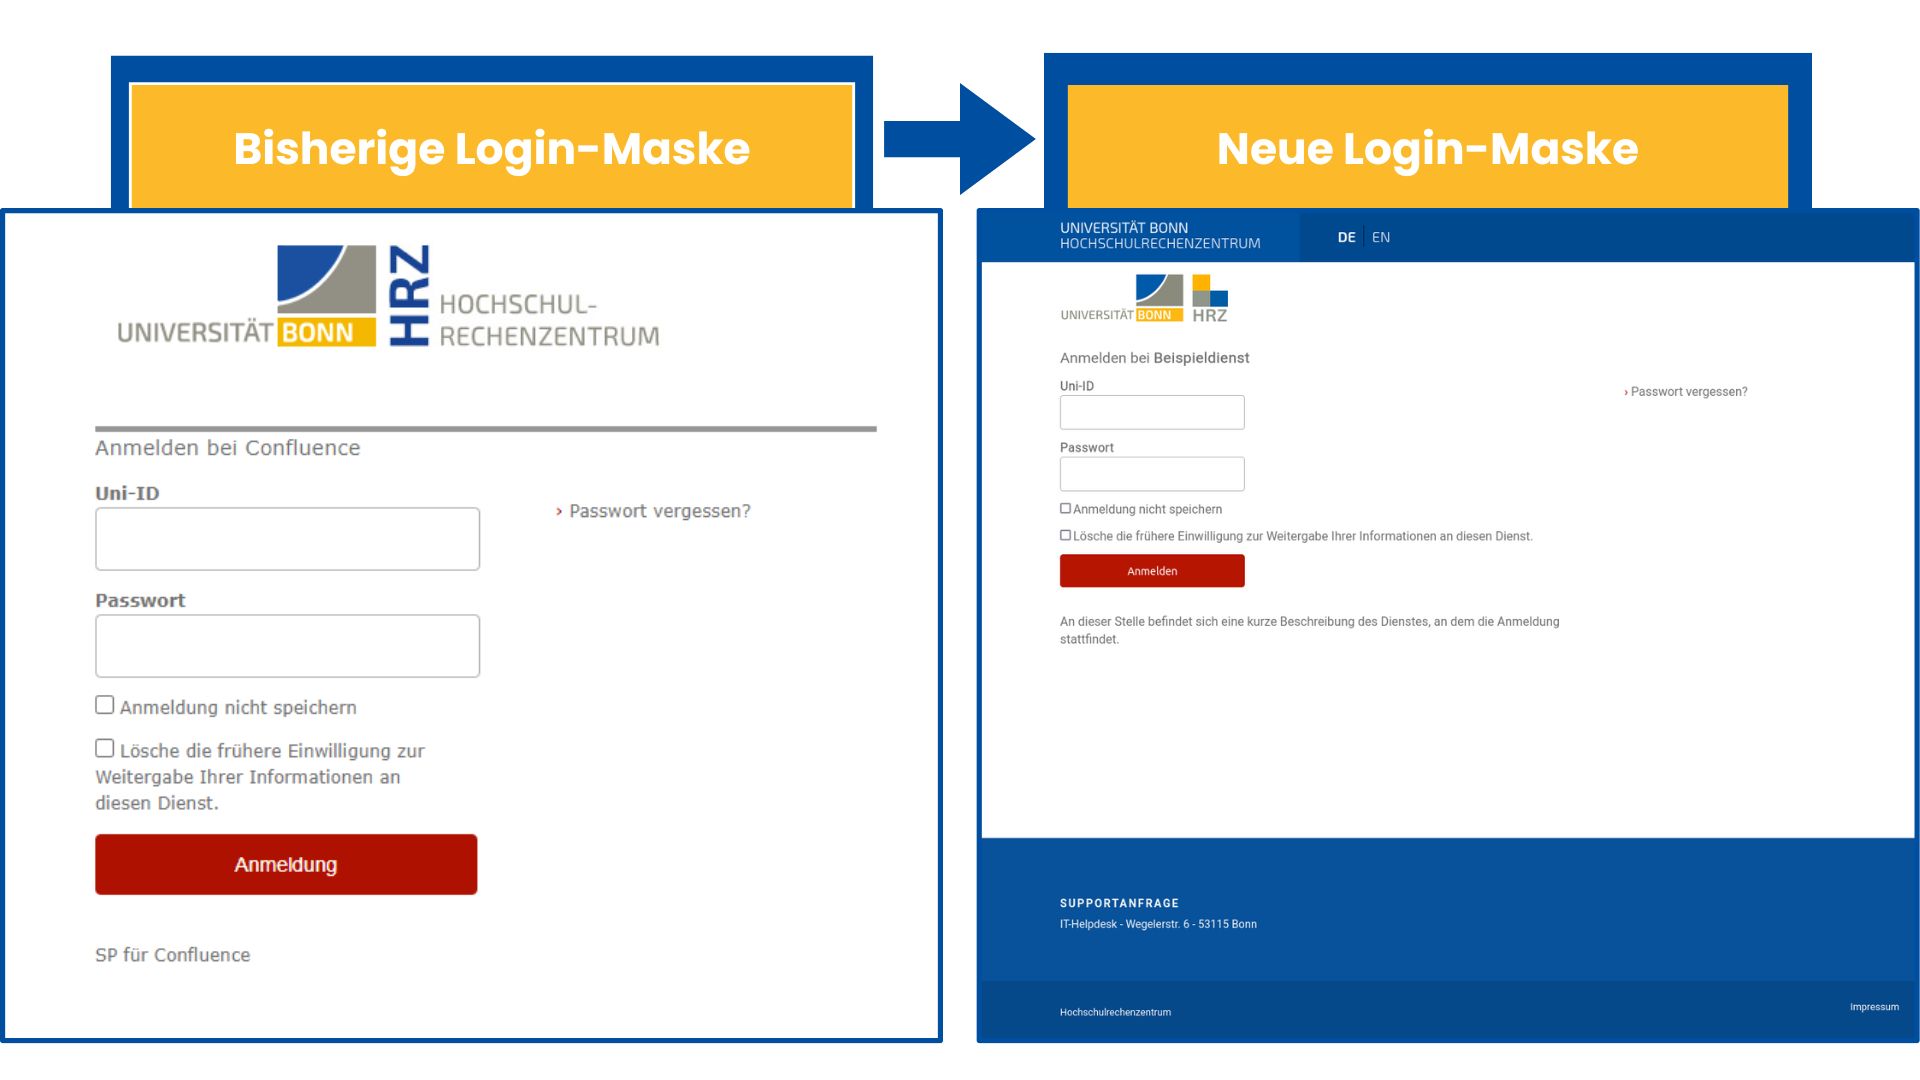 Bisherige Login-Maske
Neue Login-Maske
UNIVERSITÄT BONN
HRZ
HOCHSCHUL-
RECHENZENTRUM
Anmelden bei Confluence
Uni-ID
› Passwort vergessen?
Passwort
Anmeldung nicht speichern
Lösche die frühere Einwilligung zur
Weitergabe Ihrer Informationen an
diesen Dienst.
Anmeldung
SP für Confluence
UNIVERSITÄT BONN
HOCHSCHULRECHENZENTRUM
DE EN
UNIVERSITÄT BONN HRZ
Anmelden bei Beispieldienst
Uni-ID
› Passwort vergessen?
Passwort
Anmeldung nicht speichern
Lösche die frühere Einwilligung zur Weitergabe Ihrer Informationen an diesen Dienst.
Anmelden
An dieser Stelle befindet sich eine kurze Beschreibung des Dienstes, an dem die Anmeldung
stattfindet.
SUPPORTANFRAGE
IT-Helpdesk - Wegelerstr. 6 - 53115 Bonn
Hochschulrechenzentrum
Impressum